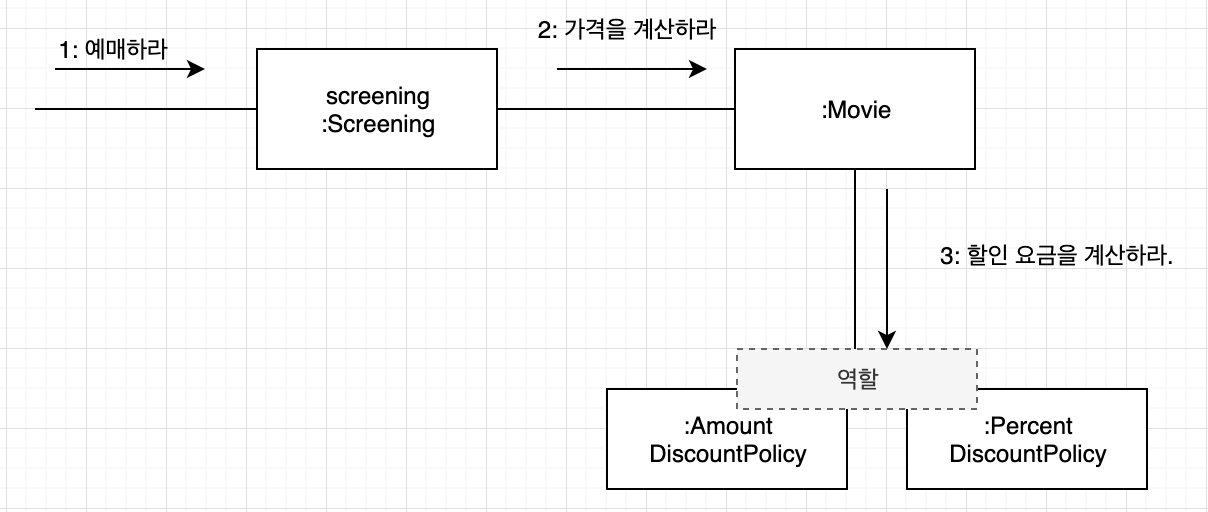 1: 예매하라
2: 가격을 계산하라
screening
:Screening
:Movie
3: 할인 요금을 계산하라.
역할
:Amount
DiscountPolicy
:Percent
DiscountPolicy